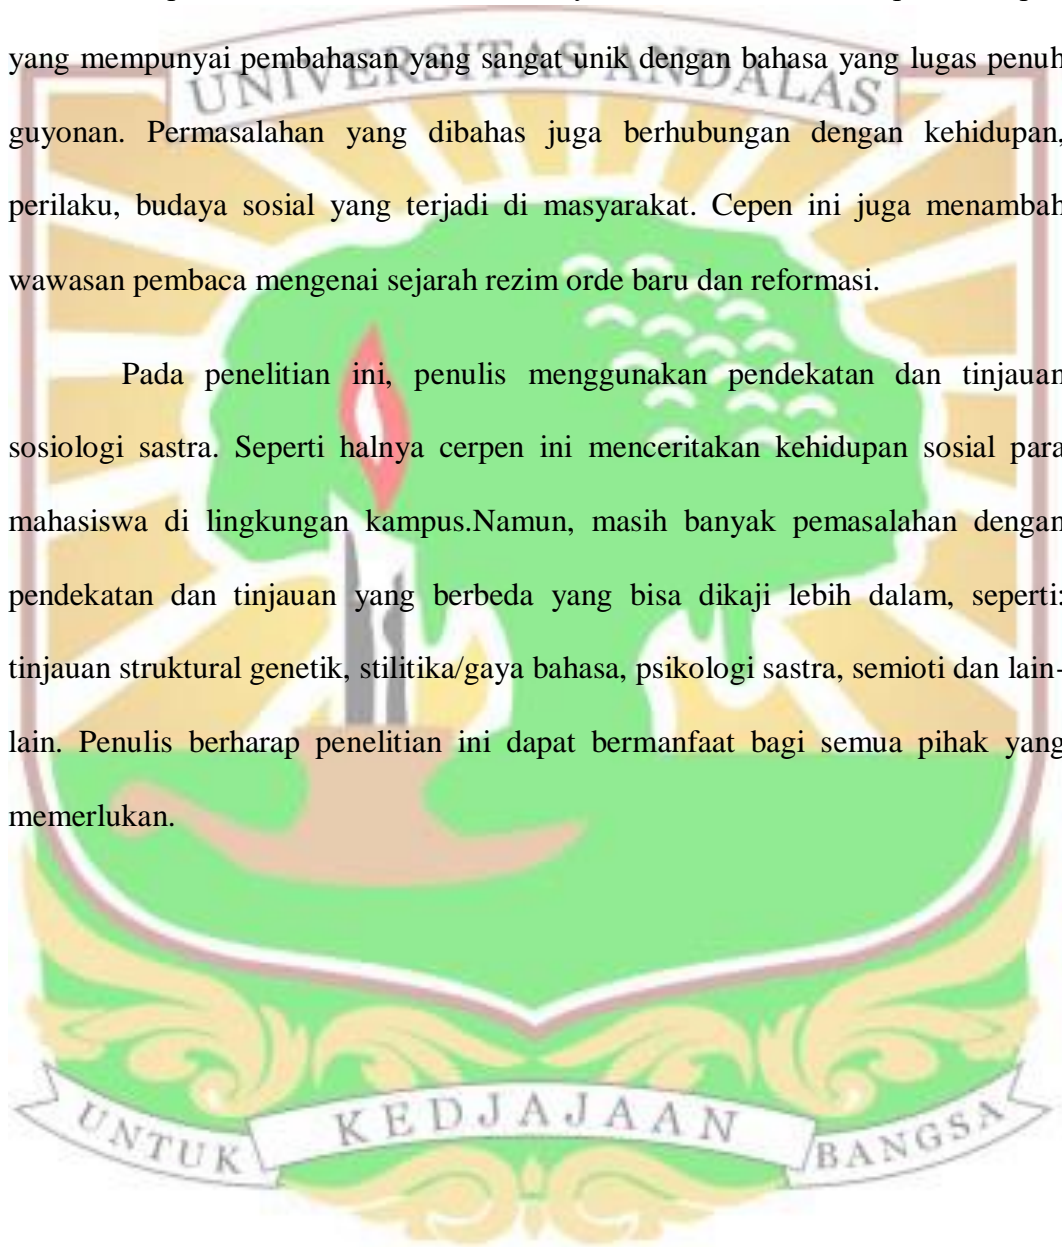 yang mempunyai pembahasan yang sangat unik dengan bahasa yang lugas penuh
UNIVERSITAS ANDALAS
guyonan. Permasalahan yang dibahas juga berhubungan dengan kehidupan,
perilaku, budaya sosial yang terjadi di masyarakat. Cepen ini juga menambah
wawasan pembaca mengenai sejarah rezim orde baru dan reformasi.
Pada penelitian ini, penulis menggunakan pendekatan dan tinjauan
sosiologi sastra. Seperti halnya cerpen ini menceritakan kehidupan sosial para
mahasiswa di lingkungan kampus.Namun, masih banyak pemasalahan dengan
pendekatan dan tinjauan yang berbeda yang bisa dikaji lebih dalam, seperti:
tinjauan struktural genetik, stilitika/gaya bahasa, psikologi sastra, semioti dan lain-
lain. Penulis berharap penelitian ini dapat bermanfaat bagi semua pihak yang
memerlukan.
UNTUK KEDJAJAAN BANGSA